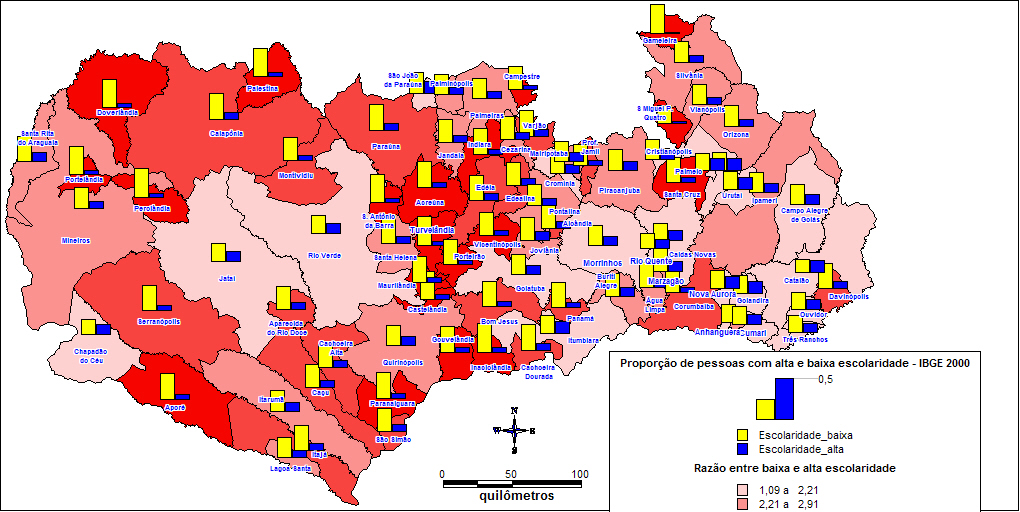 Gameleira
Silvânia
São João
da Paraúna
Palminópolis
Campestre
Palestina
Doverlândia
Vianópolis
S Miguel P.
Quatro
Orizona
Caiapônia
Palmeiras
Varjão
Santa Rita
do Araguaia
Paraúna
Indiara
Cezarina
Jandaia
Mairipotaba
Prof.
Jamil
Cristianópolis
Palmelo
Portelândia
Montividiu
Cromínia
Piracanjuba
Santa Cruz
Urutai
Ipameri
Edéia
Edealina
Perolândia
Acreúna
Pontalina
Aloândia
Campo Alegre
de Goiás
S. Antônio
da Barra
Turvelândia
Mineiros
Rio Verde
Vicentinópolis
Joviânia
Santa Helena
Porteirão
Morrinhos
Rio Quente
Caldas Novas
Jataí
Maurilândia
Goiatuba
Buriti
Alegre
Marzagão
Catalão
Nova Aurora
Davinópolis
Serranópolis
Aparecida
do Rio Doce
Castelândia
Água
Limpa
Corumbaíba
Goiandira
Ouvidor
Bom Jesus
Panamá
Anhanguera
Cumari
Três Ranchos
Chapadão
do Céu
Cachoeira
Alta
Quirinópolis
Gouvelândia
Inaciolândia
Cachoeira
Dourada
Itumbiara
Caçu
Aporé
Itarumã
Paranaiguara
São Simão
Itajá
Lagoa Santa
N
W E
S
0 50 100
quilômetros
Proporção de pessoas com alta e baixa escolaridade - IBGE 2000
0,5
Escolaridade_baixa
Escolaridade_alta
Razão entre baixa e alta escolaridade
1,09 a 2,21
2,21 a 2,91